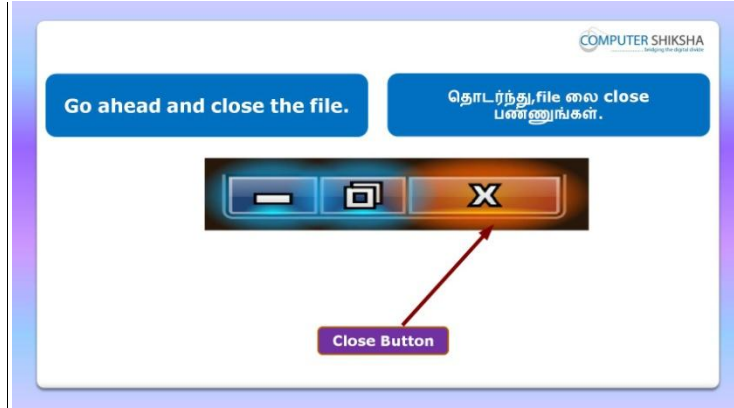 COMPUTER SHIKSHA
bridging the digital divide
Go ahead and close the file.
தொடர்ந்து,file லை close
பண்ணுங்கள்.
X
Close Button